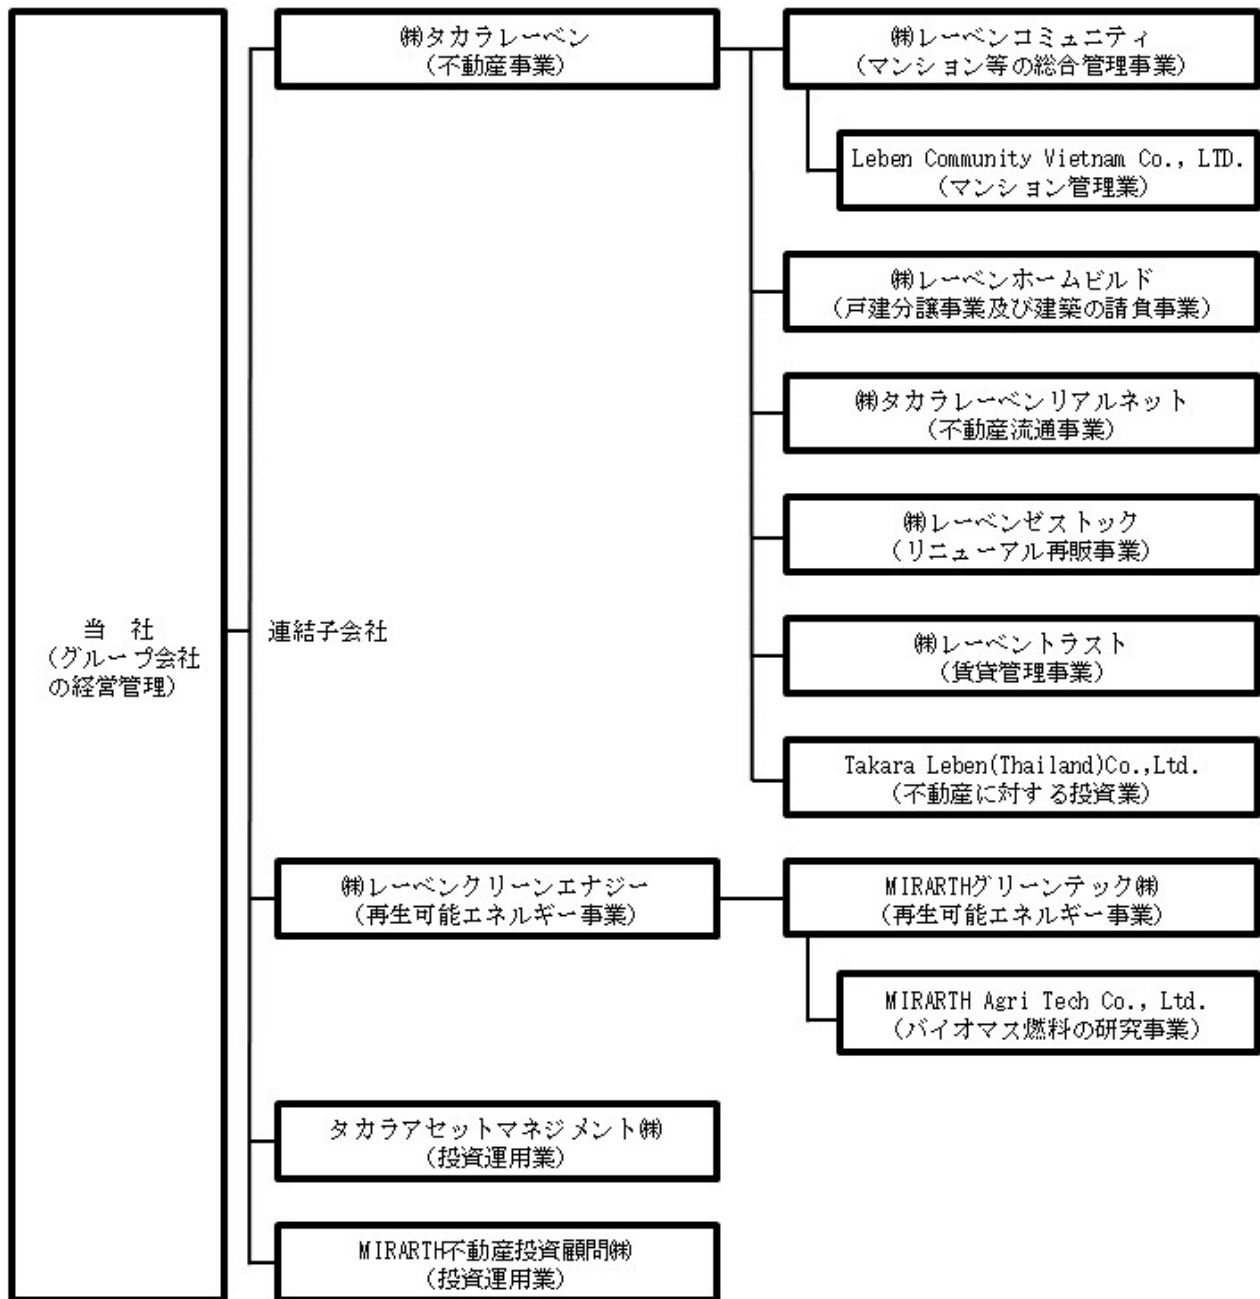 当 社
(グループ会社
の経営管理)
連結子会社
㈱タカラレーベン
(不動産事業)
㈱レーベンコミュニティ
(マンション等の総合管理事業)
Leben Community Vietnam Co., LTD.
(マンション管理業)
㈱レーベンホームビルド
(戸建分譲事業及び建築の請負事業)
㈱タカラレーベンリアルネット
(不動産流通事業)
㈱レーベンゼストック
(リニューアル再販事業)
㈱レーベントラスト
(賃貸管理事業)
Takara Leben(Thailand)Co.,Ltd.
(不動産に対する投資業)
㈱レーベンクリーンエナジー
(再生可能エネルギー事業)
MIRARTHグリーンテック㈱
(再生可能エネルギー事業)
MIRARTH Agri Tech Co., Ltd.
(バイオマス燃料の研究事業)
タカラアセットマネジメント㈱
(投資運用業)
MIRARTH不動産投資顧問㈱
(投資運用業)